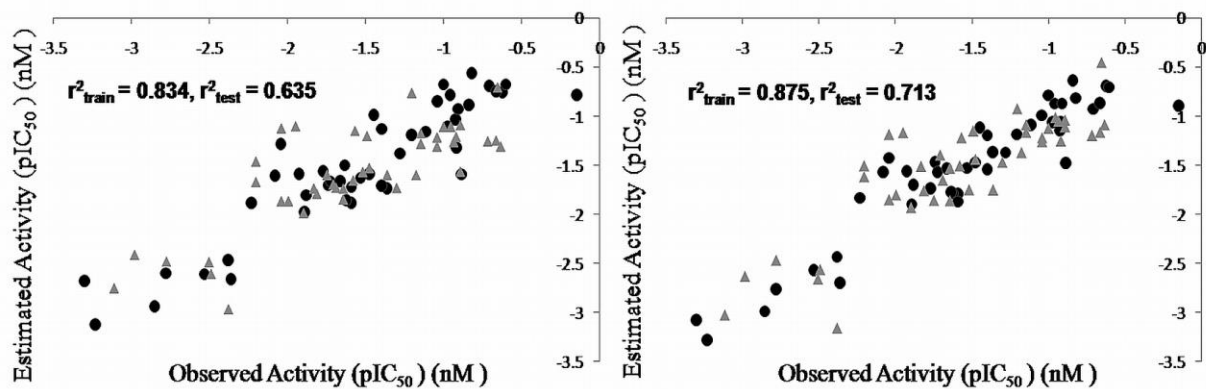 -3.5 -3 -2.5 -2 -1.5 -1 -0.5 0
0
-0.5
-1
-1.5
-2
-2.5
-3
-3.5
r²train = 0.834, r²test = 0.635
Estimated Activity (pIC50) (nM)
Observed Activity (pIC50) (nM)
-3.5 -3 -2.5 -2 -1.5 -1 -0.5 0
0
-0.5
-1
-1.5
-2
-2.5
-3
-3.5
r²train = 0.875, r²test = 0.713
Estimated Activity (pIC50) (nM)
Observed Activity (pIC50) (nM)